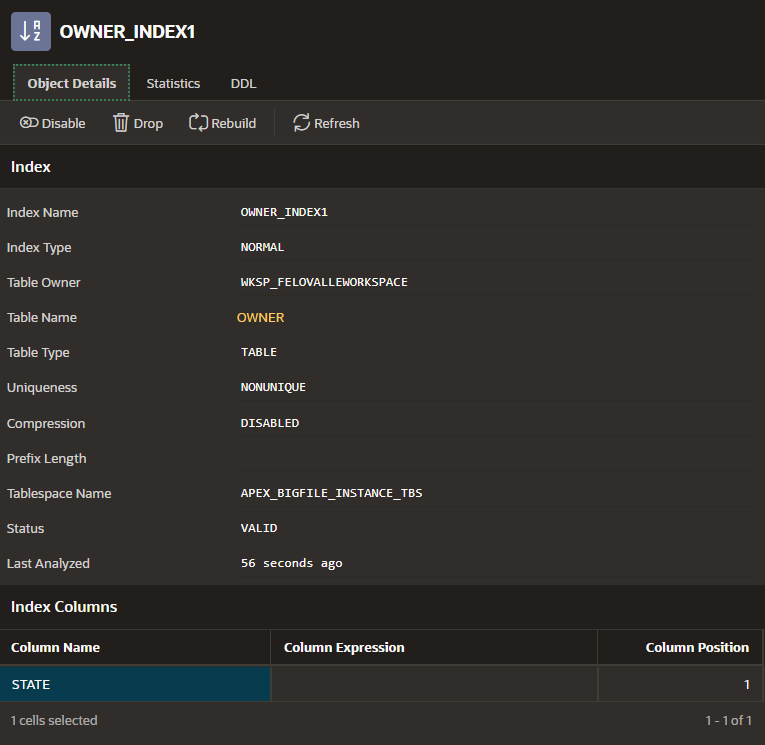 OWNER_INDEX1
Object Details Statistics DDL
Disable Drop Rebuild Refresh
Index
Index Name OWNER_INDEX1
Index Type NORMAL
Table Owner WKSP_FELOVALLEWORKSPACE
Table Name OWNER
Table Type TABLE
Uniqueness NONUNIQUE
Compression DISABLED
Prefix Length
Tablespace Name APEX_BIGFILE_INSTANCE_TBS
Status VALID
Last Analyzed 56 seconds ago
Index Columns
Column Name Column Expression Column Position
STATE 1
1 cells selected 1 - 1 of 1